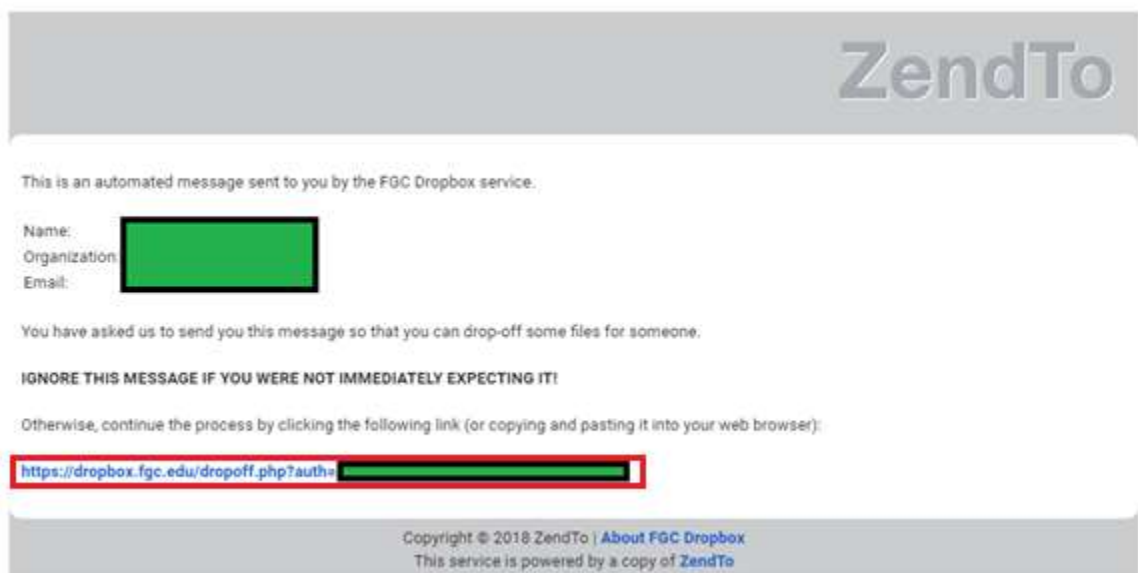 ZendTo
This is an automated message sent to you by the FGC Dropbox service.
Name:
Organization:
Email:
You have asked us to send you this message so that you can drop-off some files for someone.
IGNORE THIS MESSAGE IF YOU WERE NOT IMMEDIATELY EXPECTING IT!
Otherwise, continue the process by clicking the following link (or copying and pasting it into your web browser):
https://dropbox.fgc.edu/dropoff.php?auth=
Copyright © 2018 ZendTo | About FGC Dropbox
This service is powered by a copy of ZendTo